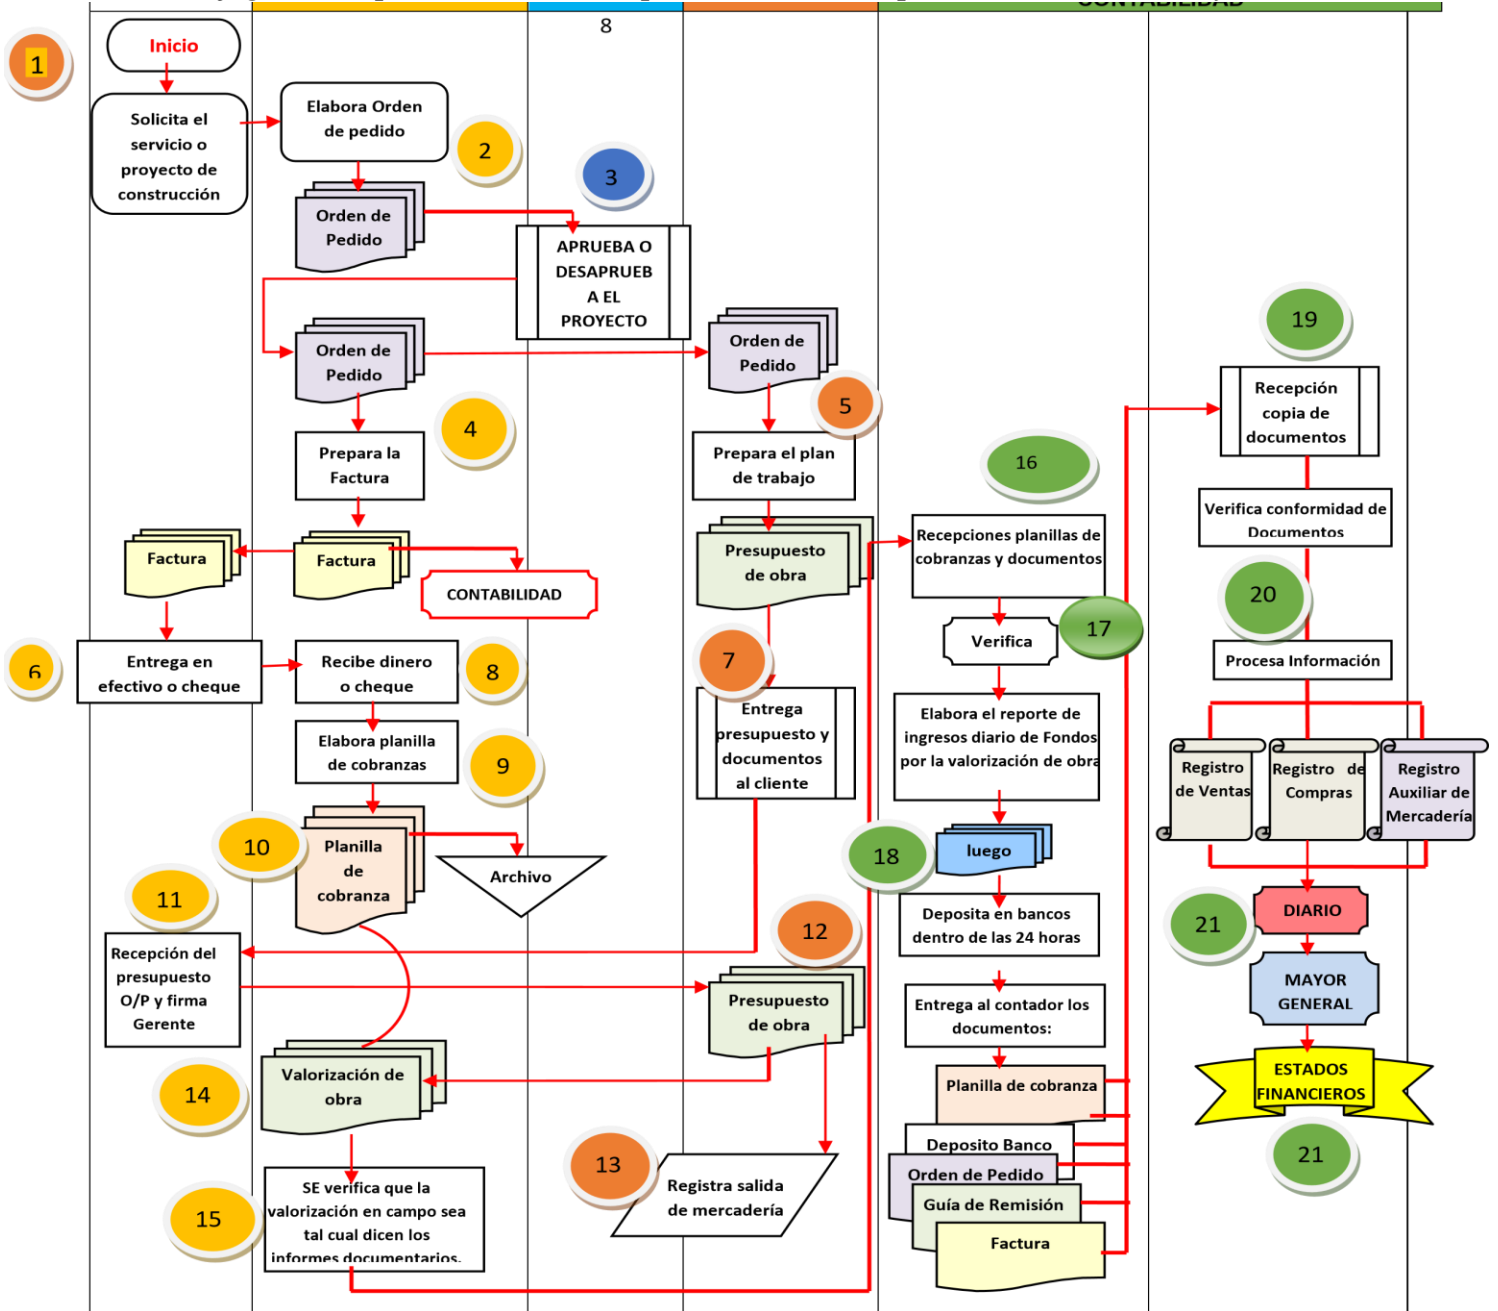 CONTABILIDAD
8
1
Inicio
Solicita el
servicio o
proyecto de
construcción
Elabora Orden
de pedido
2
3
Orden de
Pedido
APRUEBA O
DESAPRUEB
A EL
PROYECTO
Orden de
Pedido
Orden de
Pedido
4
5
Prepara la
Factura
Prepara el plan
de trabajo
Factura
Factura
CONTABILIDAD
Presupuesto
de obra
6
Entrega en
efectivo o cheque
Recibe dinero
o cheque
8
7
Elabora planilla
de cobranzas
9
Entrega
presupuesto y
documentos
al cliente
10
Planilla
de
cobranza
Archivo
11
Recepción del
presupuesto
O/P y firma
Gerente
12
Presupuesto
de obra
Valorización de
obra
14
13
Registra salida
de mercadería
15
SE verifica que la
valorización en campo sea
tal cual dicen los
informes documentarios.
16
Recepciones planillas de
cobranzas y documentos
Verifica
17
Elabora el reporte de
ingresos diario de Fondos
por la valorización de obra
18
luego
Deposita en bancos
dentro de las 24 horas
Entrega al contador los
documentos:
Planilla de cobranza
Deposito Banco
Orden de Pedido
Guía de Remisión
Factura
19
Recepción
copia de
documentos
Verifica conformidad de
Documentos
20
Procesa Información
Registro
de Ventas
Registro de
Compras
Registro
Auxiliar de
Mercadería
21
DIARIO
MAYOR
GENERAL
ESTADOS
FINANCIEROS
21